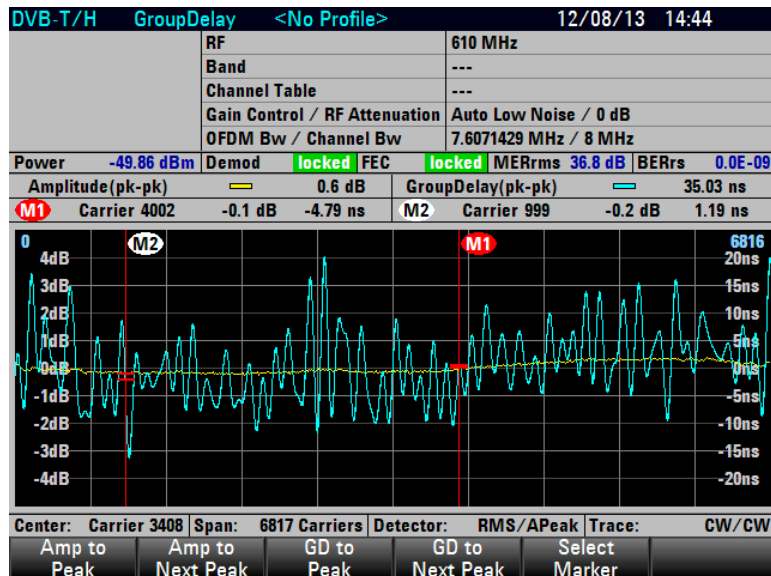 DVB-T/H GroupDelay <No Profile> 12/08/13 14:44
RF 610 MHz
Band ---
Channel Table ---
Gain Control / RF Attenuation Auto Low Noise / 0 dB
OFDM Bw / Channel Bw 7.6071429 MHz / 8 MHz
Power -49.86 dBm Demod locked FEC locked MERrms 36.8 dB BERrs 0.0E-09
Amplitude(pk-pk) 0.6 dB GroupDelay(pk-pk) 35.03 ns
M1 Carrier 4002 -0.1 dB -4.79 ns M2 Carrier 999 -0.2 dB 1.19 ns
0 M2 M1 6816
4dB 20ns
3dB 15ns
2dB 10ns
1dB 5ns
0dB 0ns
-1dB -5ns
-2dB -10ns
-3dB -15ns
-4dB -20ns
Center: Carrier 3408 Span: 6817 Carriers Detector: RMS/APeak Trace: CW/CW
Amp to Peak Amp to Next Peak GD to Peak GD to Next Peak Select Marker